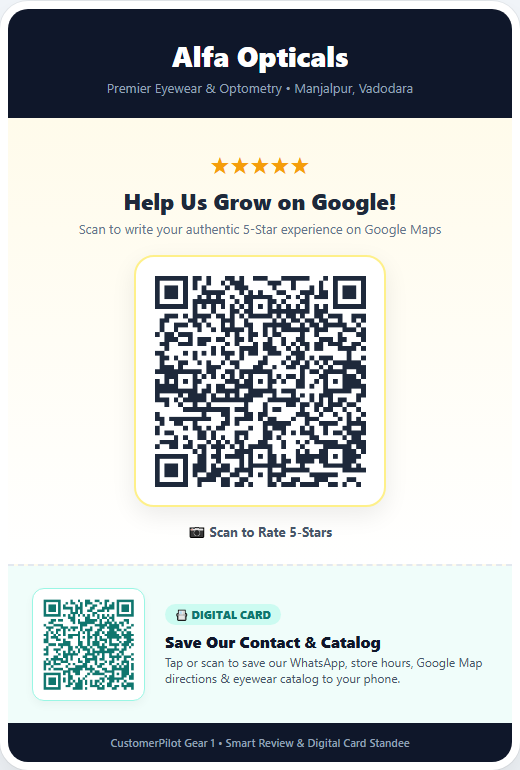 Alfa Opticals
Premier Eyewear & Optometry • Manjalpur, Vadodara
★★★★★
Help Us Grow on Google!
Scan to write your authentic 5-Star experience on Google Maps
📷 Scan to Rate 5-Stars
DIGITAL CARD
Save Our Contact & Catalog
Tap or scan to save our WhatsApp, store hours, Google Map
directions & eyewear catalog to your phone.
CustomerPilot Gear 1 • Smart Review & Digital Card Standee